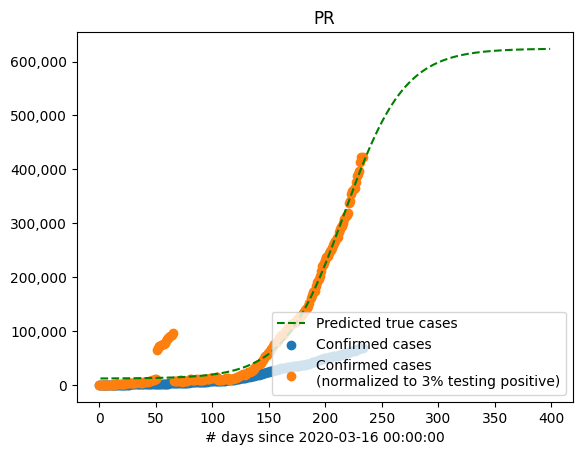 PR
600,000
500,000
400,000
300,000
200,000
100,000
0
Predicted true cases
Confirmed cases
Confirmed cases
(normalized to 3% testing positive)
0 50 100 150 200 250 300 350 400
# days since 2020-03-16 00:00:00